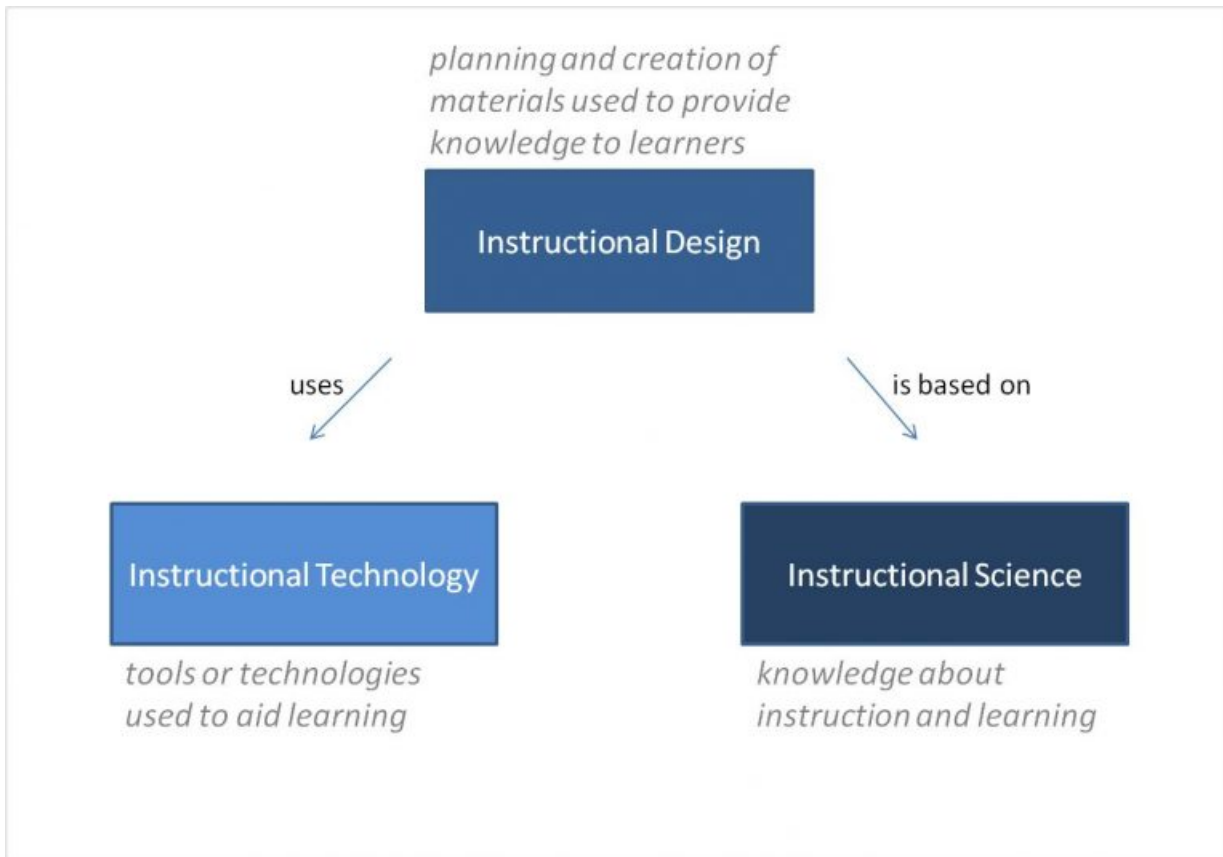 planning and creation of
materials used to provide
knowledge to learners
Instructional Design
uses
is based on
Instructional Technology
Instructional Science
tools or technologies
used to aid learning
knowledge about
instruction and learning